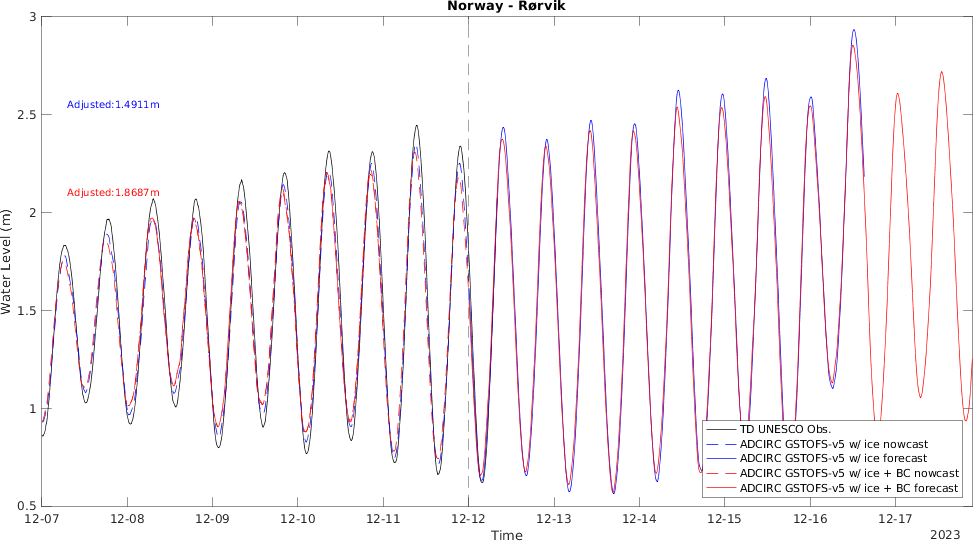 Norway - Rørvik
3
2.5
2
1.5
1
0.5
Water Level (m)
Adjusted:1.4911m
Adjusted:1.8687m
TD UNESCO Obs.
ADCIRC GSTOFS-v5 w/ ice nowcast
ADCIRC GSTOFS-v5 w/ ice forecast
ADCIRC GSTOFS-v5 w/ ice + BC nowcast
ADCIRC GSTOFS-v5 w/ ice + BC forecast
12-07 12-08 12-09 12-10 12-11 12-12 12-13 12-14 12-15 12-16 12-17
Time
2023